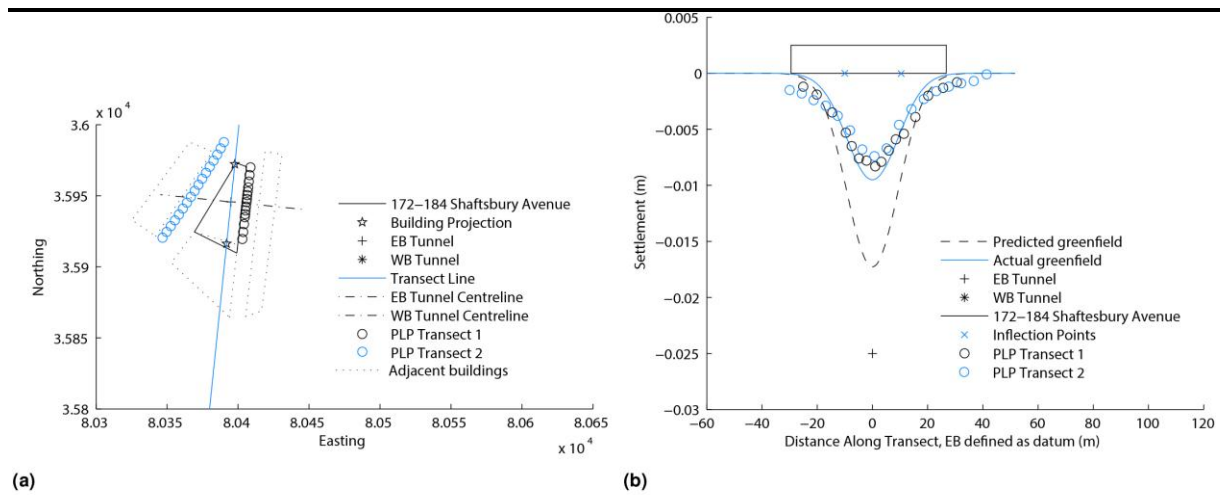 x 10⁴
3.6
3.595
3.59
3.585
3.58
Northing
8.03 8.035 8.04 8.045 8.05 8.055 8.06 8.065
Easting
x 10⁴
172–184 Shaftsbury Avenue
Building Projection
EB Tunnel
WB Tunnel
Transect Line
EB Tunnel Centreline
WB Tunnel Centreline
PLP Transect 1
PLP Transect 2
Adjacent buildings
(a)
0.005
0
−0.005
−0.01
−0.015
−0.02
−0.025
−0.03
Settlement (m)
−60 −40 −20 0 20 40 60 80 100 120
Distance Along Transect, EB defined as datum (m)
Predicted greenfield
Actual greenfield
EB Tunnel
WB Tunnel
172–184 Shaftesbury Avenue
Inflection Points
PLP Transect 1
PLP Transect 2
(b)